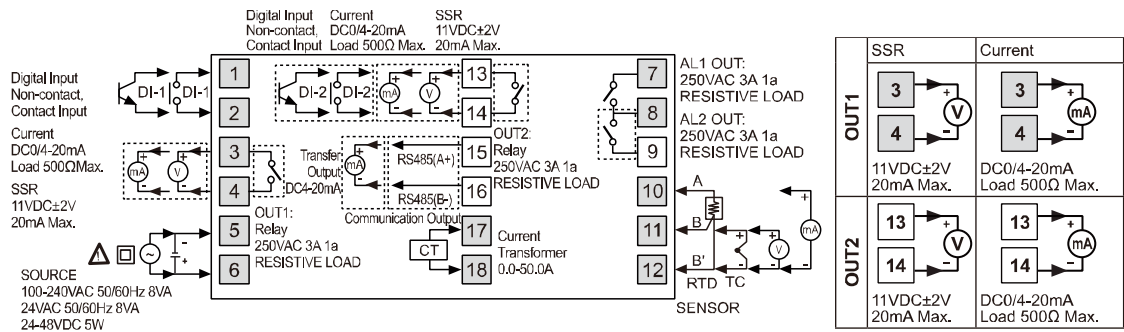 Digital Input
Non-contact,
Contact Input
Current
DC0/4-20mA
Load 500Ω Max.
SSR
11VDC±2V
20mA Max.
Digital Input
Non-contact,
Contact Input
DI-1
DI-1
1
2
DI-2
DI-2
mA
V
+
-
+
-
13
14
7
8
9
AL1 OUT:
250VAC 3A 1a
RESISTIVE LOAD
AL2 OUT:
250VAC 3A 1a
RESISTIVE LOAD
Current
DC0/4-20mA
Load 500ΩMax.
SSR
11VDC±2V
20mA Max.
mA
V
+
-
+
-
3
4
OUT1:
Relay
250VAC 3A 1a
RESISTIVE LOAD
Transfer
Output
DC4-20mA
mA
+
-
RS485(A+)
RS485(B-)
Communication Output
15
16
OUT2:
Relay
250VAC 3A 1a
RESISTIVE LOAD
5
6
-
+
SOURCE
100-240VAC 50/60Hz 8VA
24VAC 50/60Hz 8VA
24-48VDC 5W
CT
17
18
Current
Transformer
0.0-50.0A
10
11
12
A
B
B'
RTD
TC
+
-
V
+
-
mA
+
-
SENSOR
SSR
Current
OUT1
3
4
+
-
V
11VDC±2V
20mA Max.
3
4
+
-
mA
DC0/4-20mA
Load 500Ω Max.
OUT2
13
14
+
-
V
11VDC±2V
20mA Max.
13
14
+
-
mA
DC0/4-20mA
Load 500Ω Max.